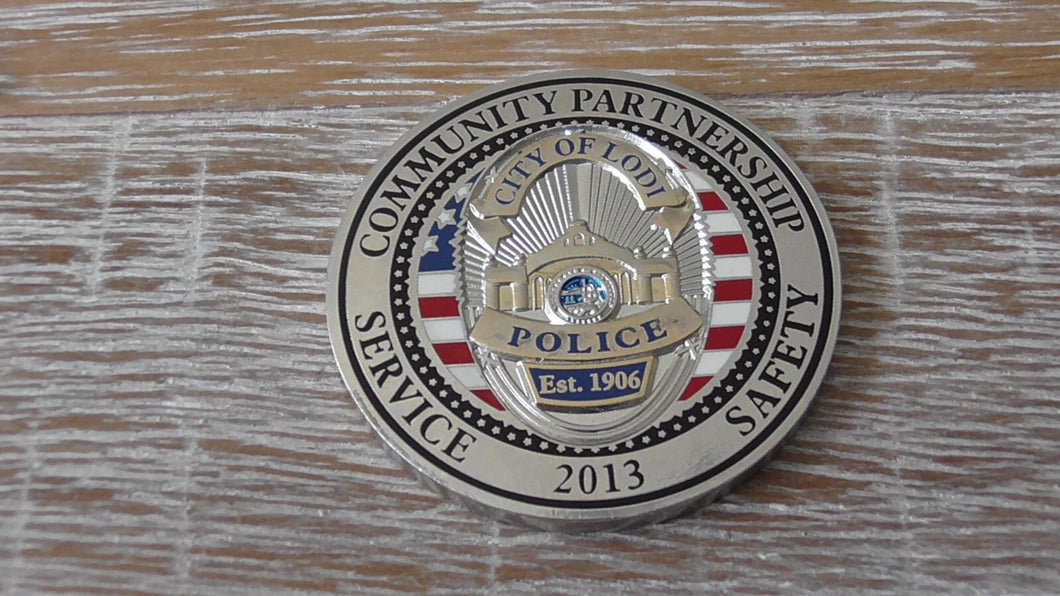 COMMUNITY PARTNERSHIP
CITY OF LODI
POLICE
Est. 1906
SERVICE
2013
SAFETY